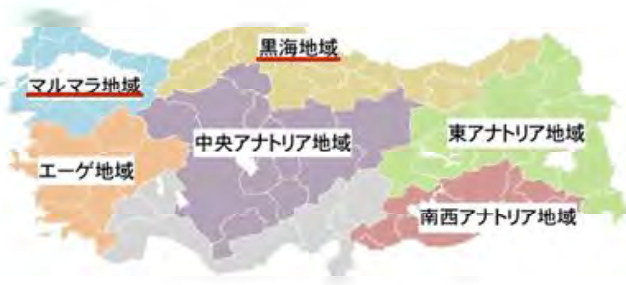 黒海地域
マルマラ地域
中央アナトリア地域
東アナトリア地域
エーゲ地域
南西アナトリア地域